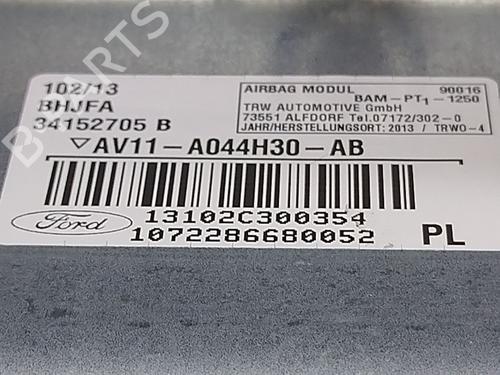 102/13
BHJFA
34152705 B
AIRBAG MODUL 90016
BAM-PT1-1250
TRW AUTOMOTIVE GmbH
73551 ALFDORF Tel.07172/302-0
JAHR/HERSTELLUNGSORT: 2013 / TRWO-4
▽AV11-A044H30-AB
Ford
13102C300354
1072286680052
PL
PARTS